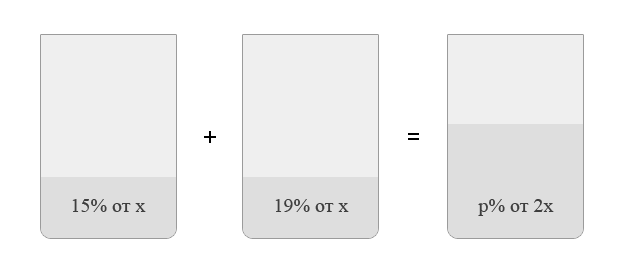 15% от x + 19% от x = p% от 2x